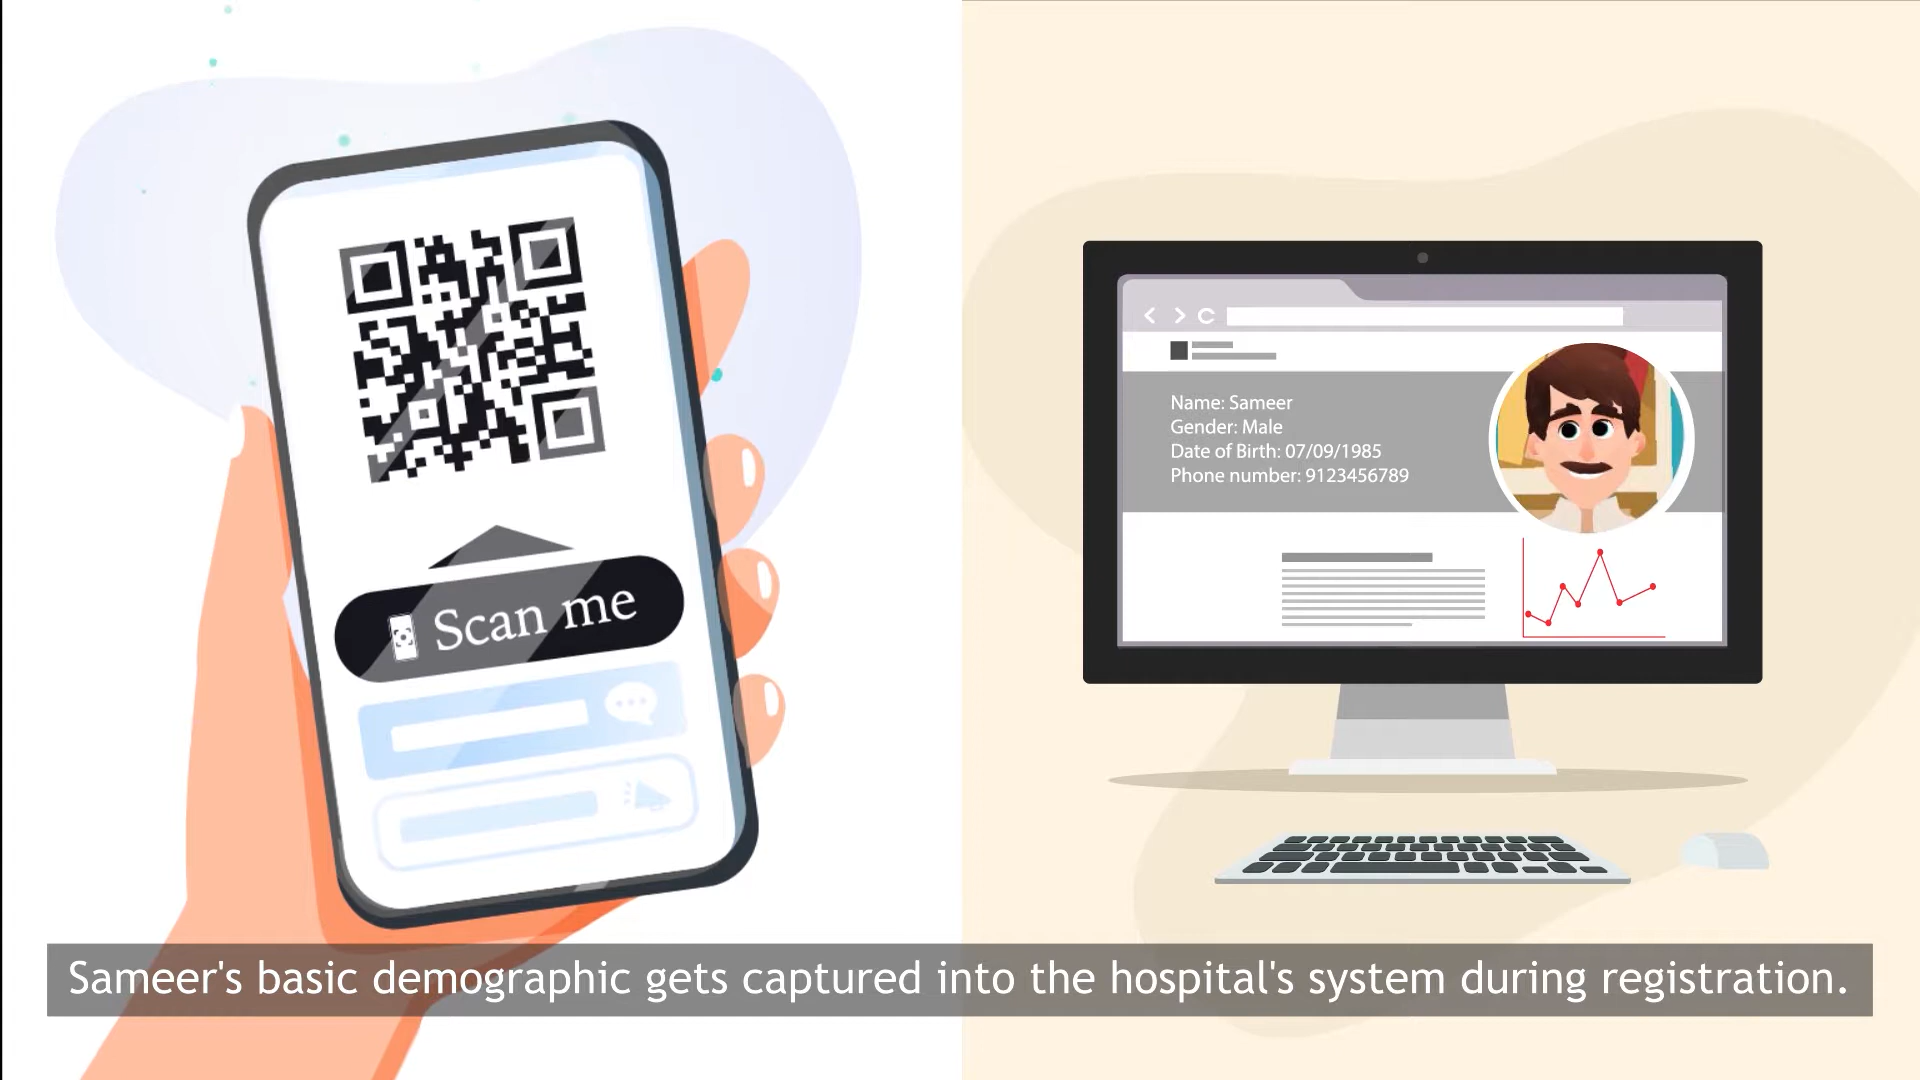 Scan me
Name: Sameer
Gender: Male
Date of Birth: 07/09/1985
Phone number: 9123456789
Sameer's basic demographic gets captured into the hospital's system during registration.